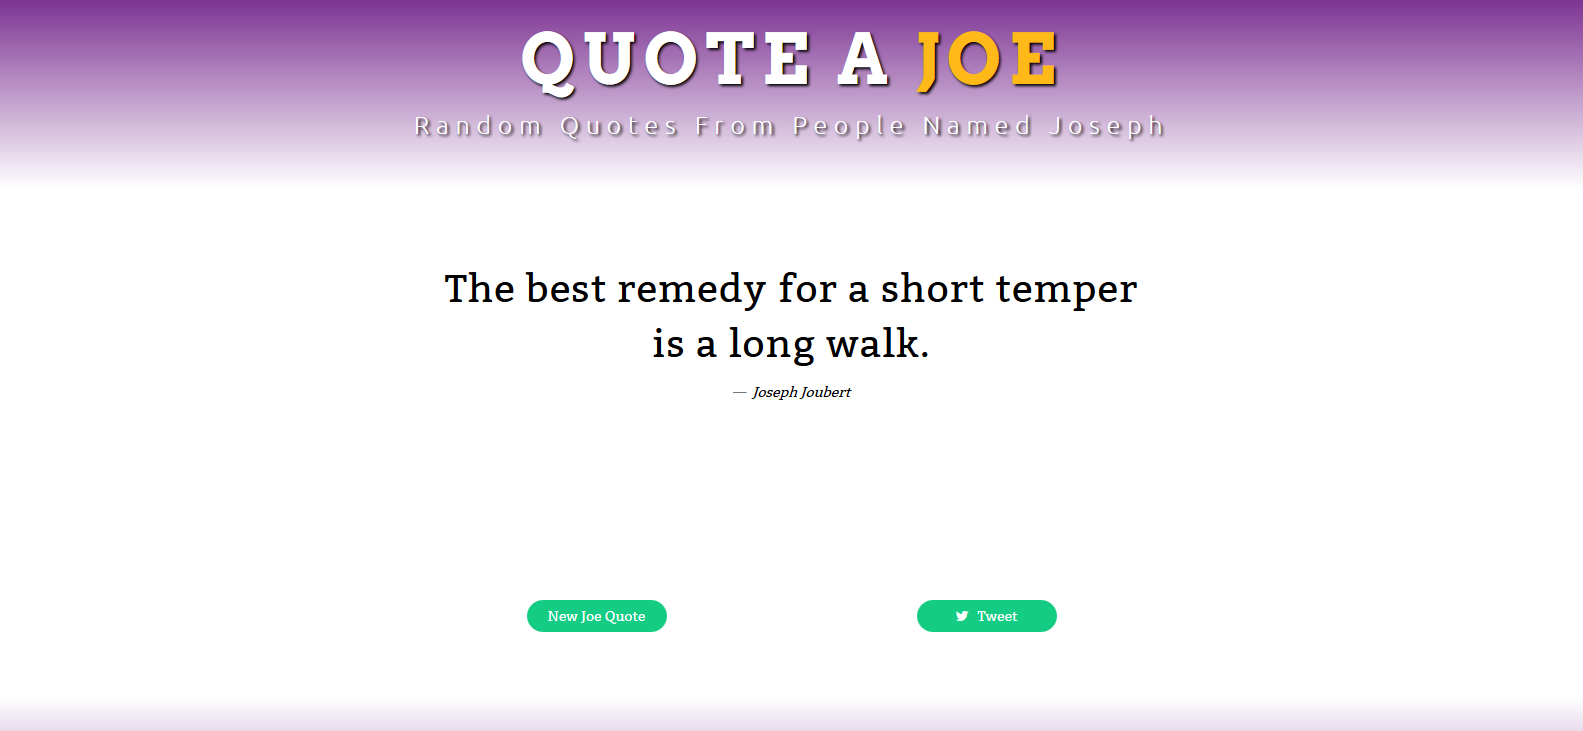 QUOTE A JOE
Random Quotes From People Named Joseph
The best remedy for a short temper
is a long walk.
— Joseph Joubert
New Joe Quote
Tweet